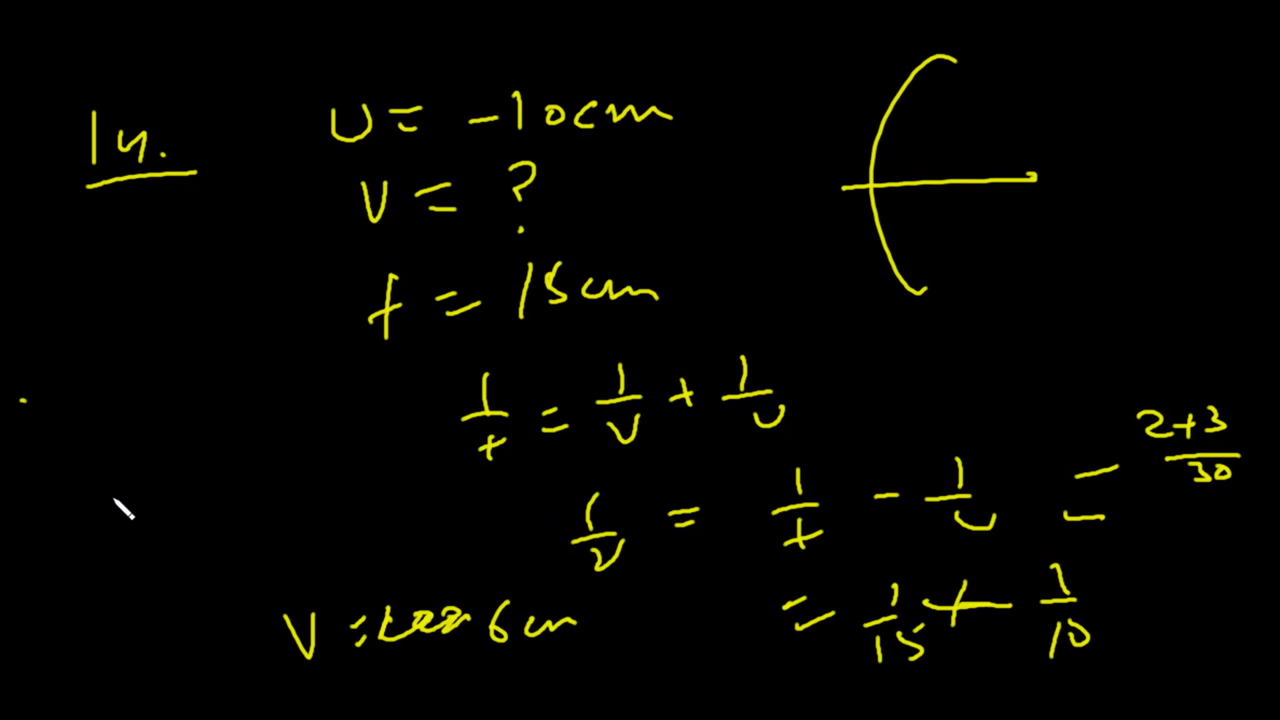 14.
u = -10cm
v = ?
f = 15cm
1/f = 1/v + 1/u
1/v = 1/f - 1/u = 2+3/30
= 1/15 + 1/10
V = 6cm